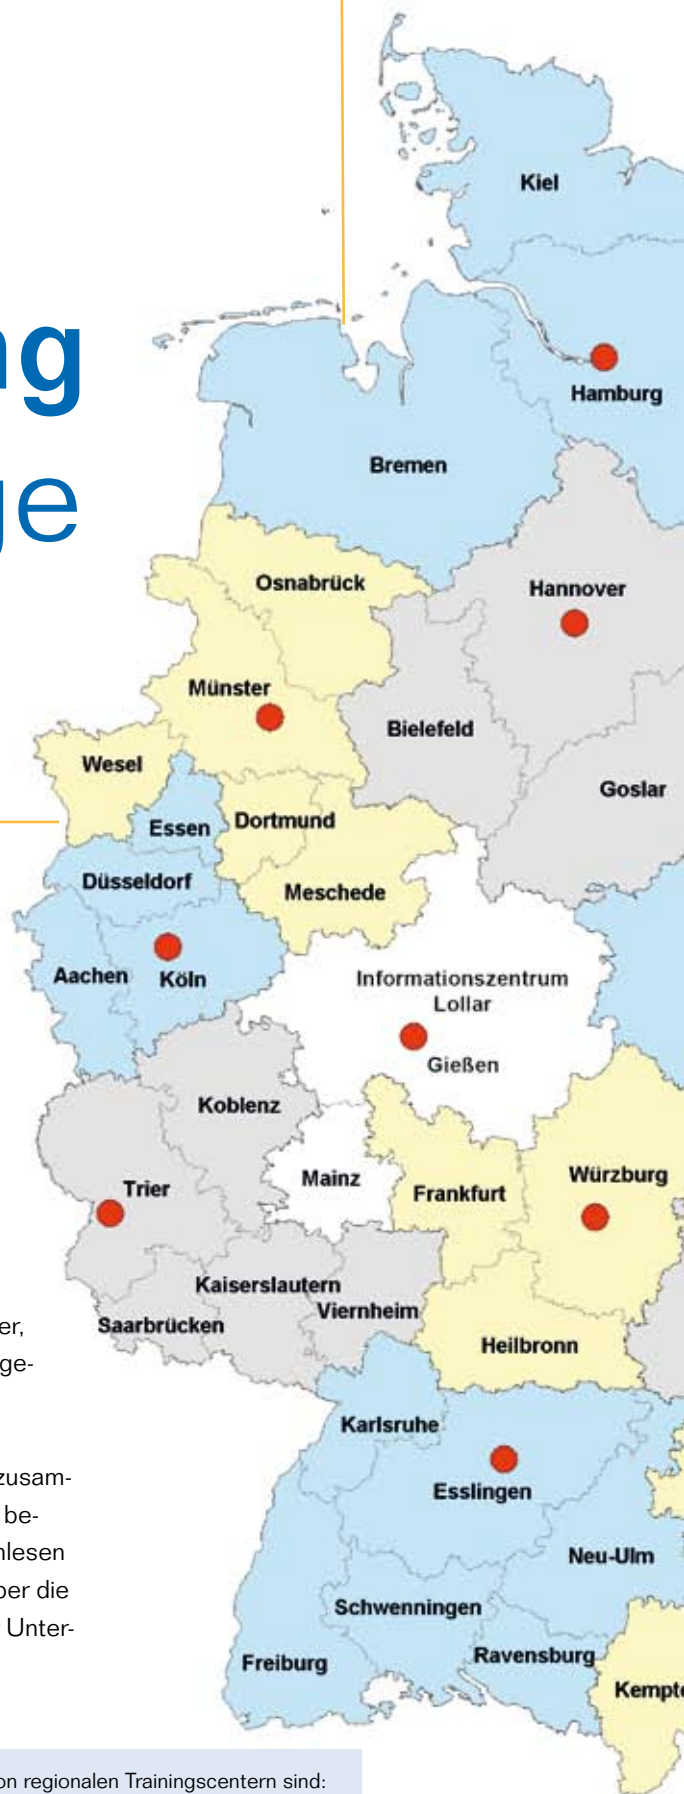 ng
ge
Kiel
Hamburg
Bremen
Osnabrück
Hannover
Münster
Bielefeld
Wesel
Goslar
Essen
Dortmund
Düsseldorf
Meschede
Aachen
Köln
Informationszentrum
Lollar
Gießen
Koblenz
Mainz
Trier
Frankfurt
Würzburg
Kaiserslautern
Viernheim
Saarbrücken
Heilbronn
Karlsruhe
Esslingen
Neu-Ulm
Schwenningen
Ravensburg
Freiburg
Kempte
er,
ge-
zusam-
be-
nlesen
ber die
Unter-
on regionalen Trainingscentern sind: